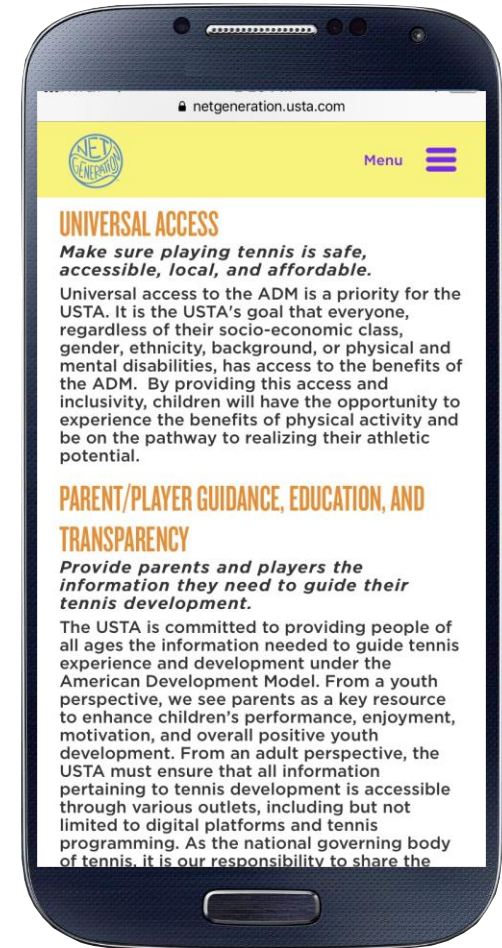 netgeneration.usta.com
NET
GENERATION
Menu
UNIVERSAL ACCESS
Make sure playing tennis is safe,
accessible, local, and affordable.
Universal access to the ADM is a priority for the
USTA. It is the USTA's goal that everyone,
regardless of their socio-economic class,
gender, ethnicity, background, or physical and
mental disabilities, has access to the benefits of
the ADM.  By providing this access and
inclusivity, children will have the opportunity to
experience the benefits of physical activity and
be on the pathway to realizing their athletic
potential.
PARENT/PLAYER GUIDANCE, EDUCATION, AND
TRANSPARENCY
Provide parents and players the
information they need to guide their
tennis development.
The USTA is committed to providing people of
all ages the information needed to guide tennis
experience and development under the
American Development Model. From a youth
perspective, we see parents as a key resource
to enhance children’s performance, enjoyment,
motivation, and overall positive youth
development. From an adult perspective, the
USTA must ensure that all information
pertaining to tennis development is accessible
through various outlets, including but not
limited to digital platforms and tennis
programming. As the national governing body
of tennis, it is our responsibility to share the